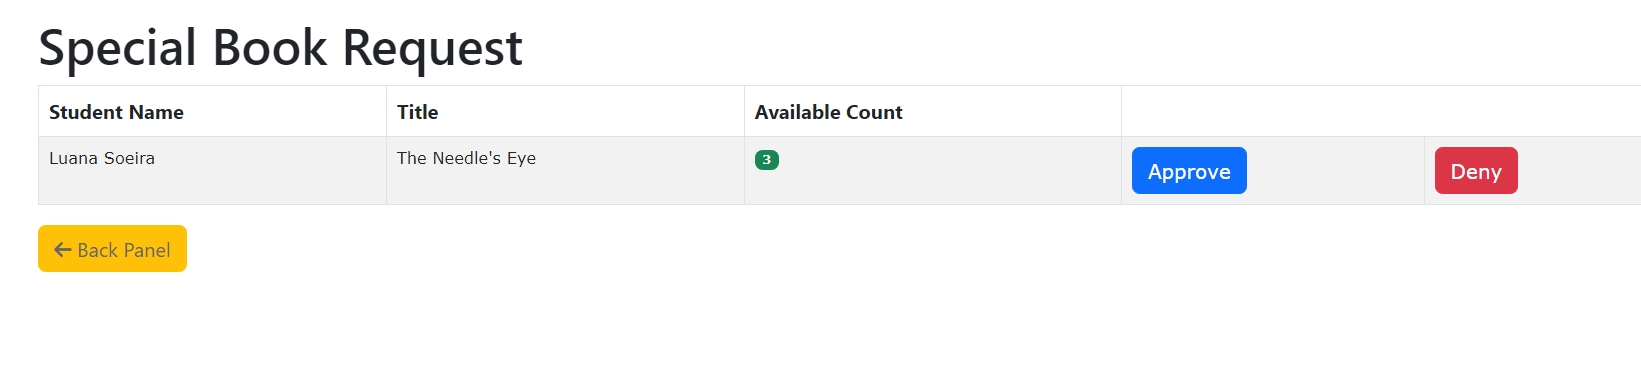 Special Book Request
Student Name Title Available Count
Luana Soeira The Needle's Eye 3 Approve Deny
Back Panel